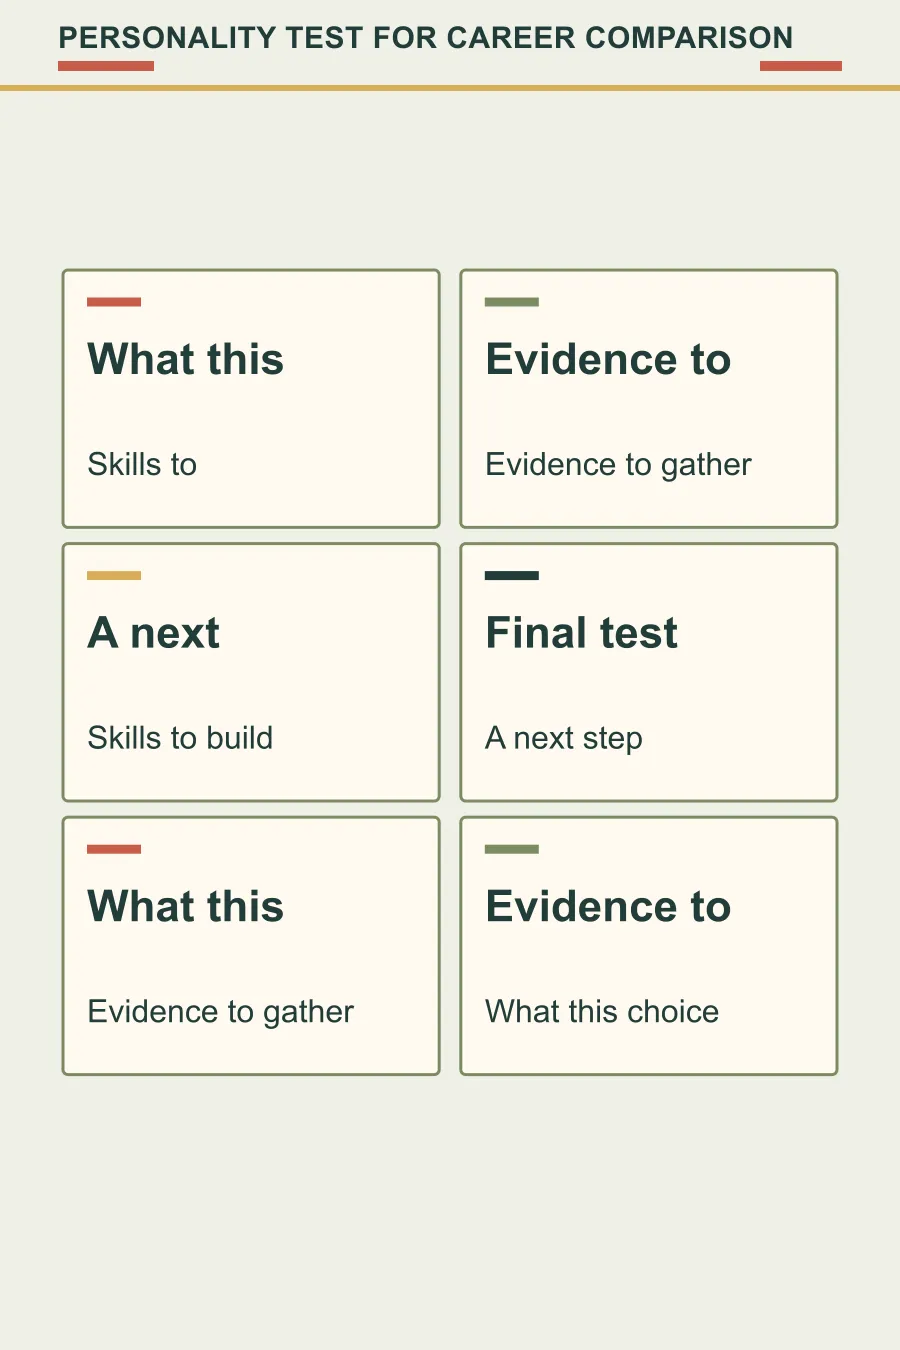 PERSONALITY TEST FOR CAREER COMPARISON
What this
Skills to
Evidence to
Evidence to gather
A next
Skills to build
Final test
A next step
What this
Evidence to gather
Evidence to
What this choice